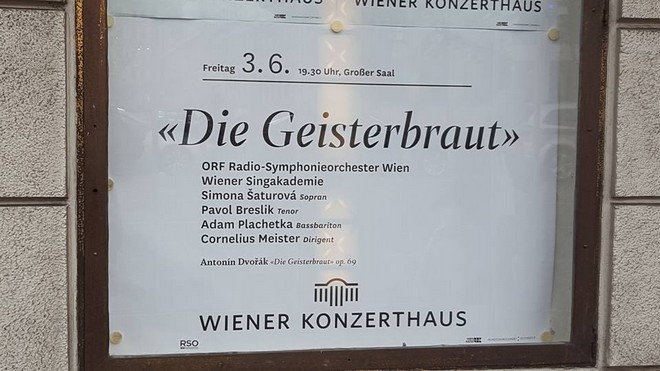 WIENER KONZERTHAUS
Freitag 3. 6. 19.30 Uhr, Großer Saal
«Die Geisterbraut»
ORF Radio-Symphonieorchester Wien
Wiener Singakademie
Simona Šaturová Sopran
Pavol Breslik Tenor
Adam Plachetka Bassbariton
Cornelius Meister Dirigent
Antonín Dvořák «Die Geisterbraut» op. 69
WIENER KONZERTHAUS
RSO